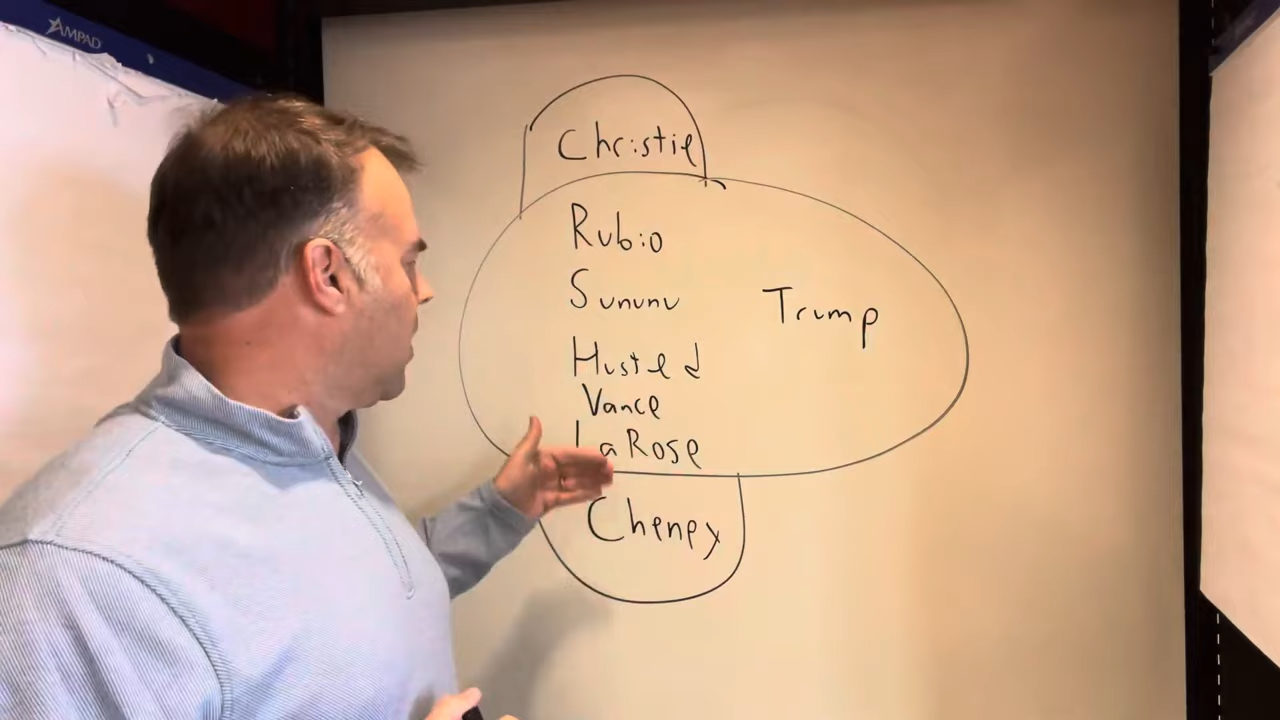 AMPAD
Christie
Rubio
Sununu
Trump
Husted
Vance
LaRose
Cheney